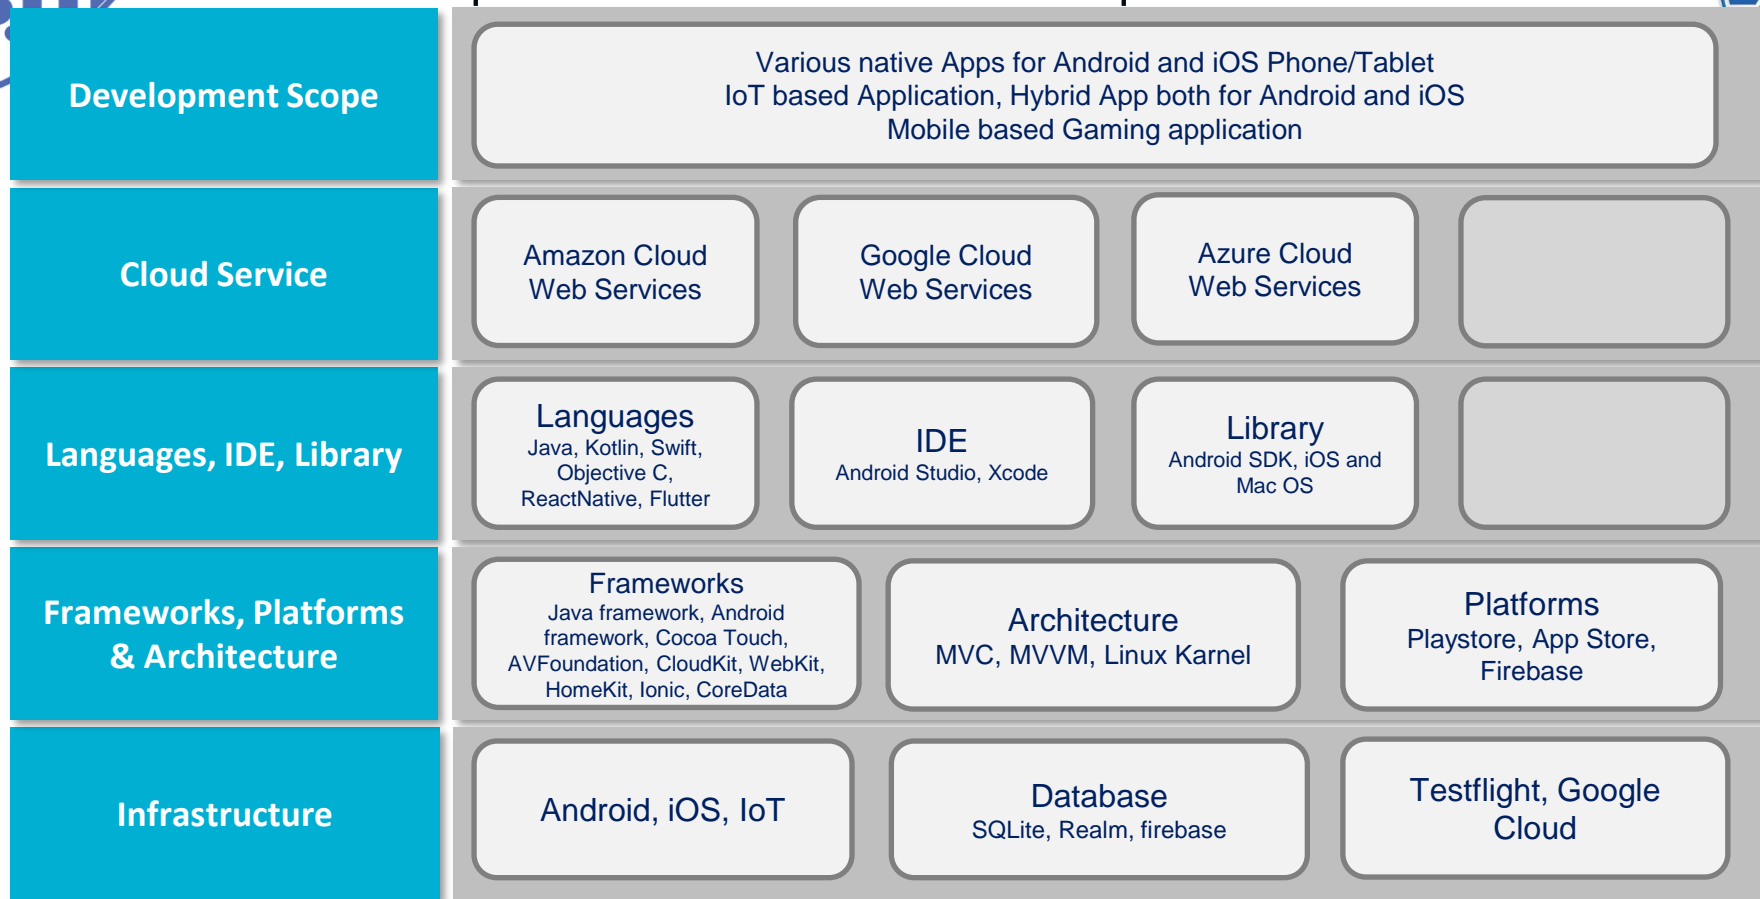 Development Scope
Various native Apps for Android and iOS Phone/Tablet
IoT based Application, Hybrid App both for Android and iOS
Mobile based Gaming application
Cloud Service
Amazon Cloud
Web Services
Google Cloud
Web Services
Azure Cloud
Web Services
Languages, IDE, Library
Languages
Java, Kotlin, Swift,
Objective C,
ReactNative, Flutter
IDE
Android Studio, Xcode
Library
Android SDK, iOS and
Mac OS
Frameworks, Platforms
& Architecture
Frameworks
Java framework, Android
framework, Cocoa Touch,
AVFoundation, CloudKit, WebKit,
HomeKit, Ionic, CoreData
Architecture
MVC, MVVM, Linux Karnel
Platforms
Playstore, App Store,
Firebase
Infrastructure
Android, iOS, IoT
Database
SQLite, Realm, firebase
Testflight, Google
Cloud